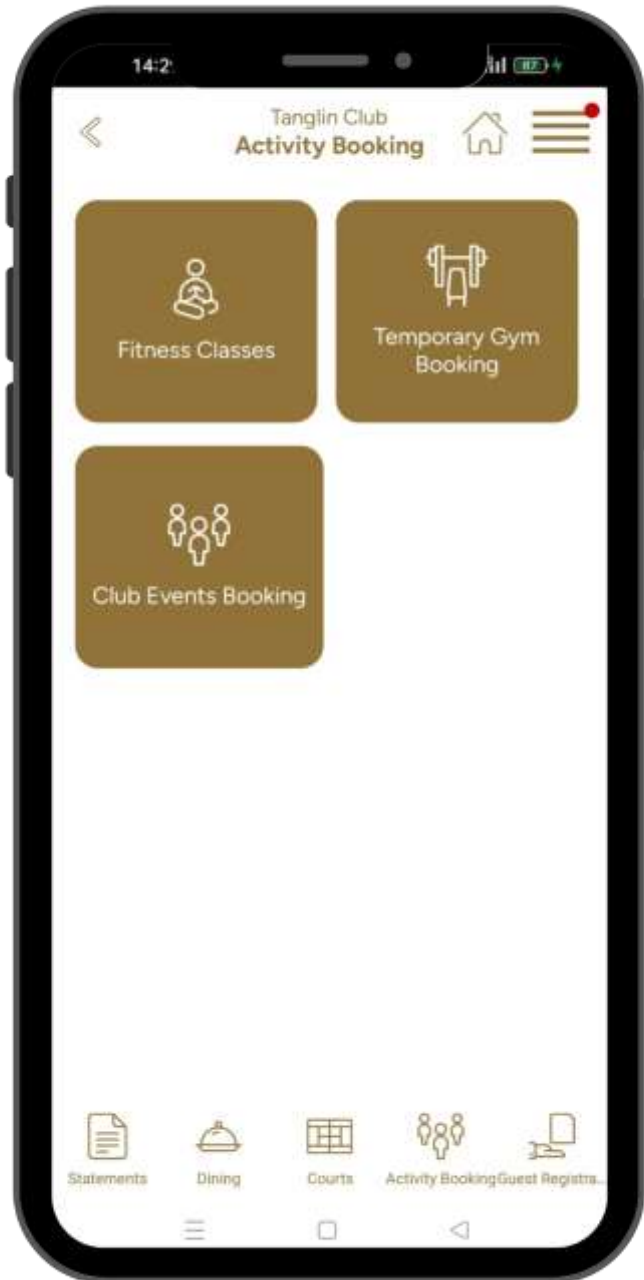 14:2
87
Tanglin Club
Activity Booking
Fitness Classes
Temporary Gym
Booking
Club Events Booking
Statements
Dining
Courts
Activity Booking
Guest Registra...